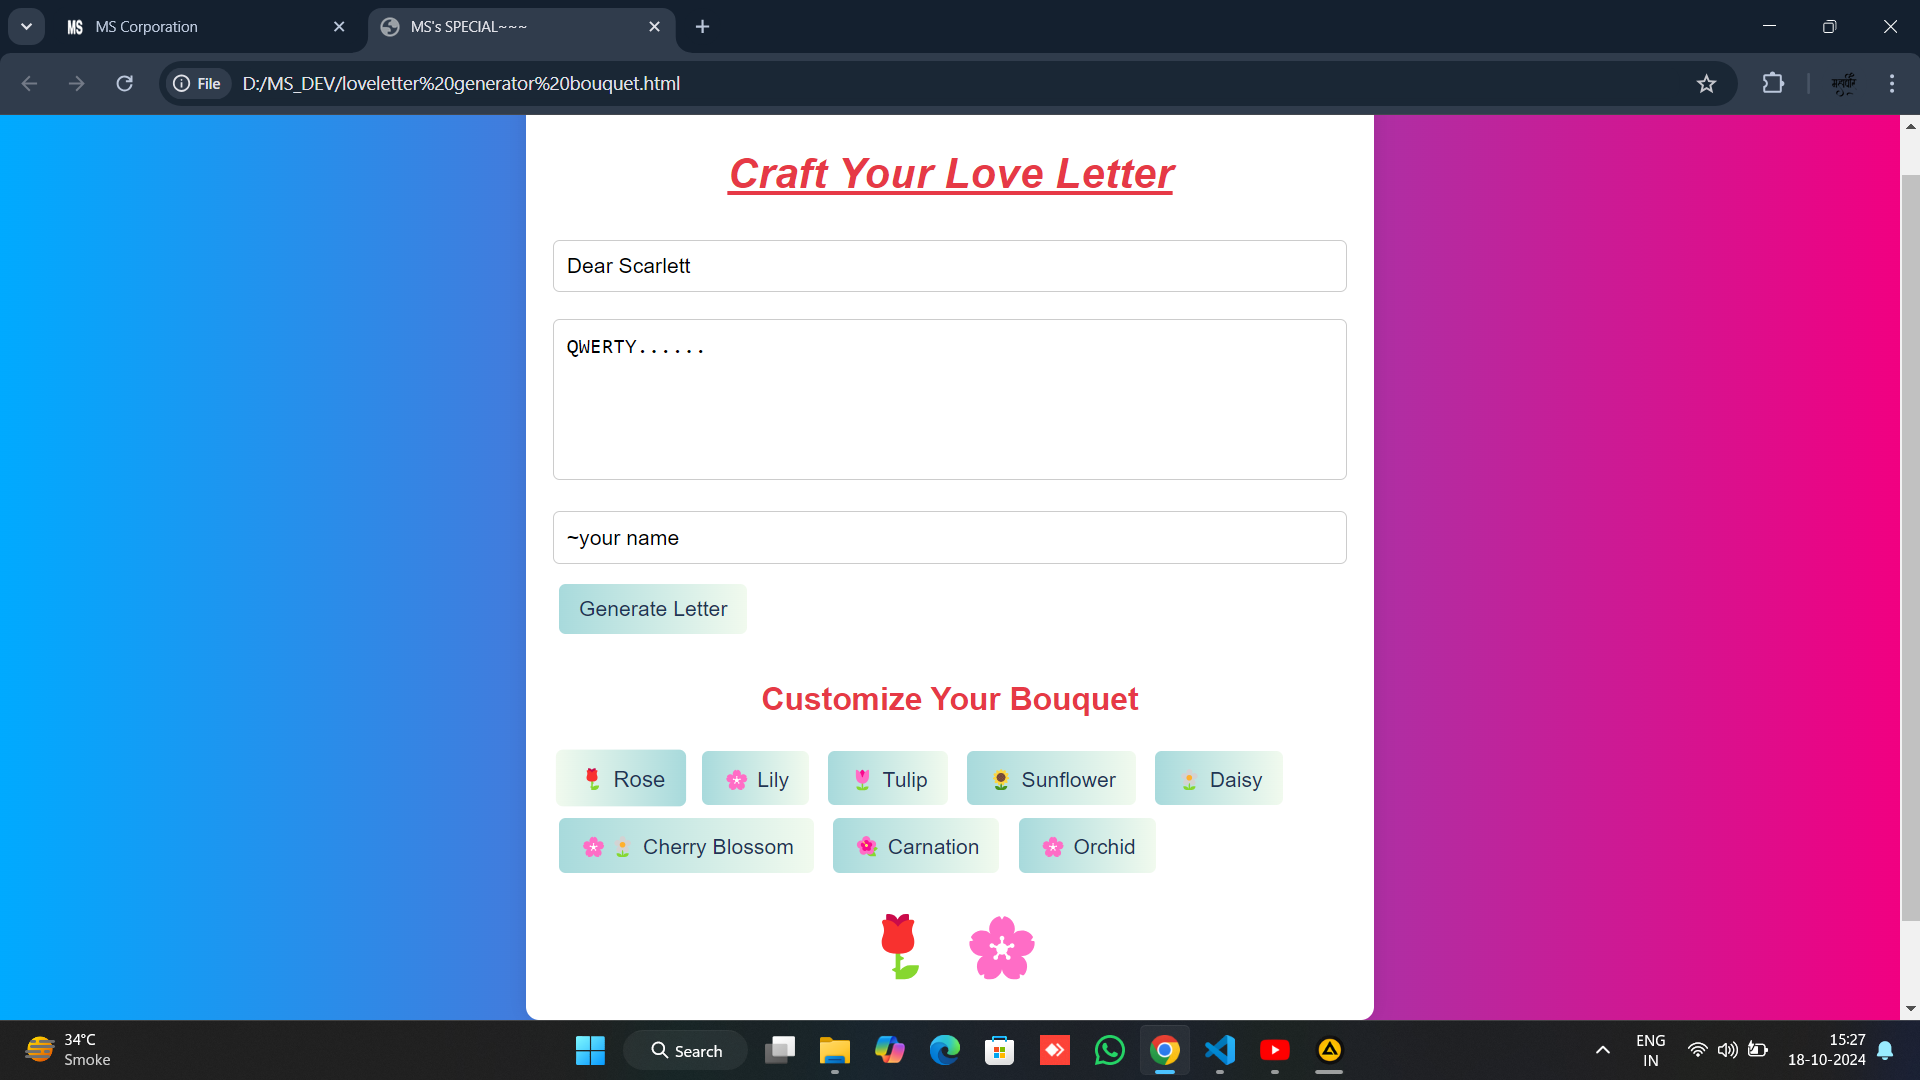 MS MS Corporation
MS's SPECIAL~~~
File D:/MS_DEV/loveletter%20generator%20bouquet.html
Craft Your Love Letter
Dear Scarlett
QWERTY......
~your name
Generate Letter
Customize Your Bouquet
Rose Lily Tulip Sunflower Daisy
Cherry Blossom Carnation Orchid
34°C
Smoke
Search
ENG
IN
15:27
18-10-2024